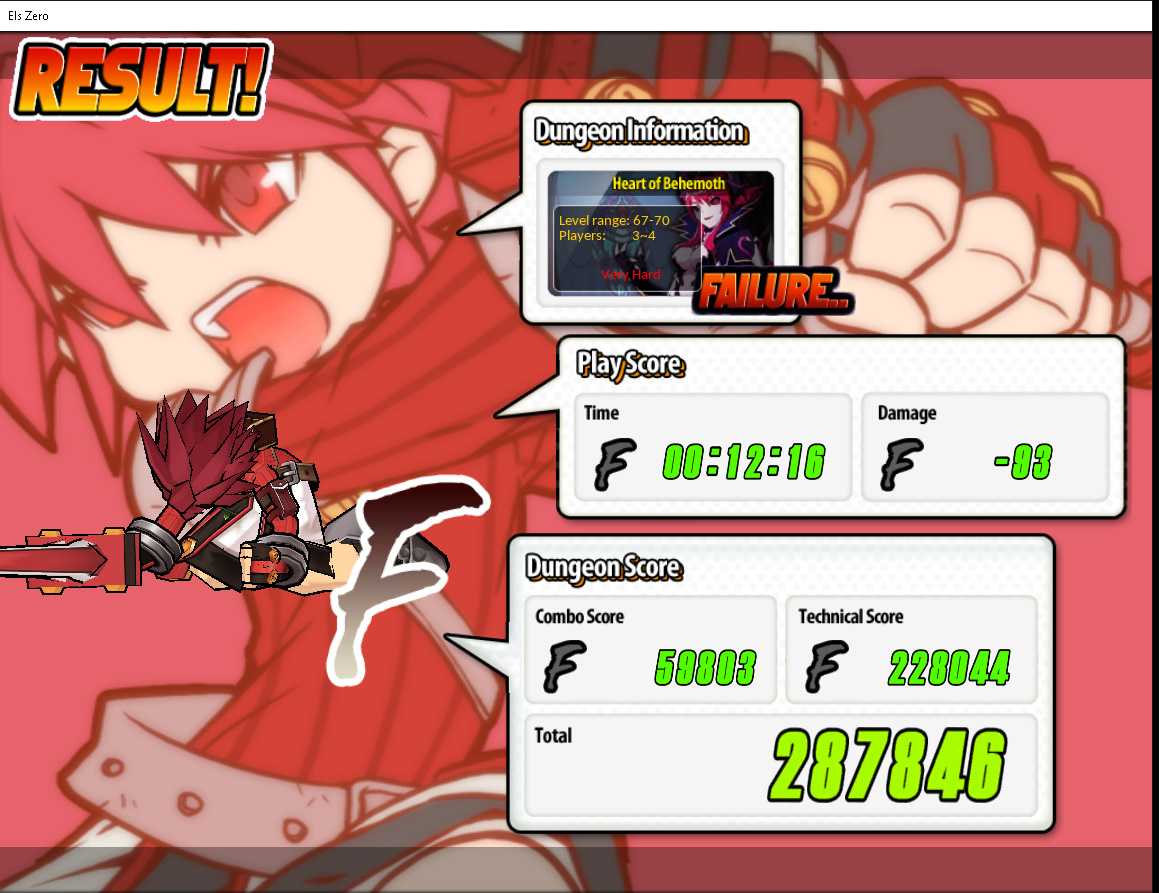 Els Zero
RESULT!
Dungeon Information
Heart of Behemoth
Level range: 67-70
Players: 3~4
Very Hard
FAILURE..
Play Score
Time
F 00:12:16
Damage
F -93
F
Dungeon Score
Combo Score
F 59803
Technical Score
F 228044
Total
287846